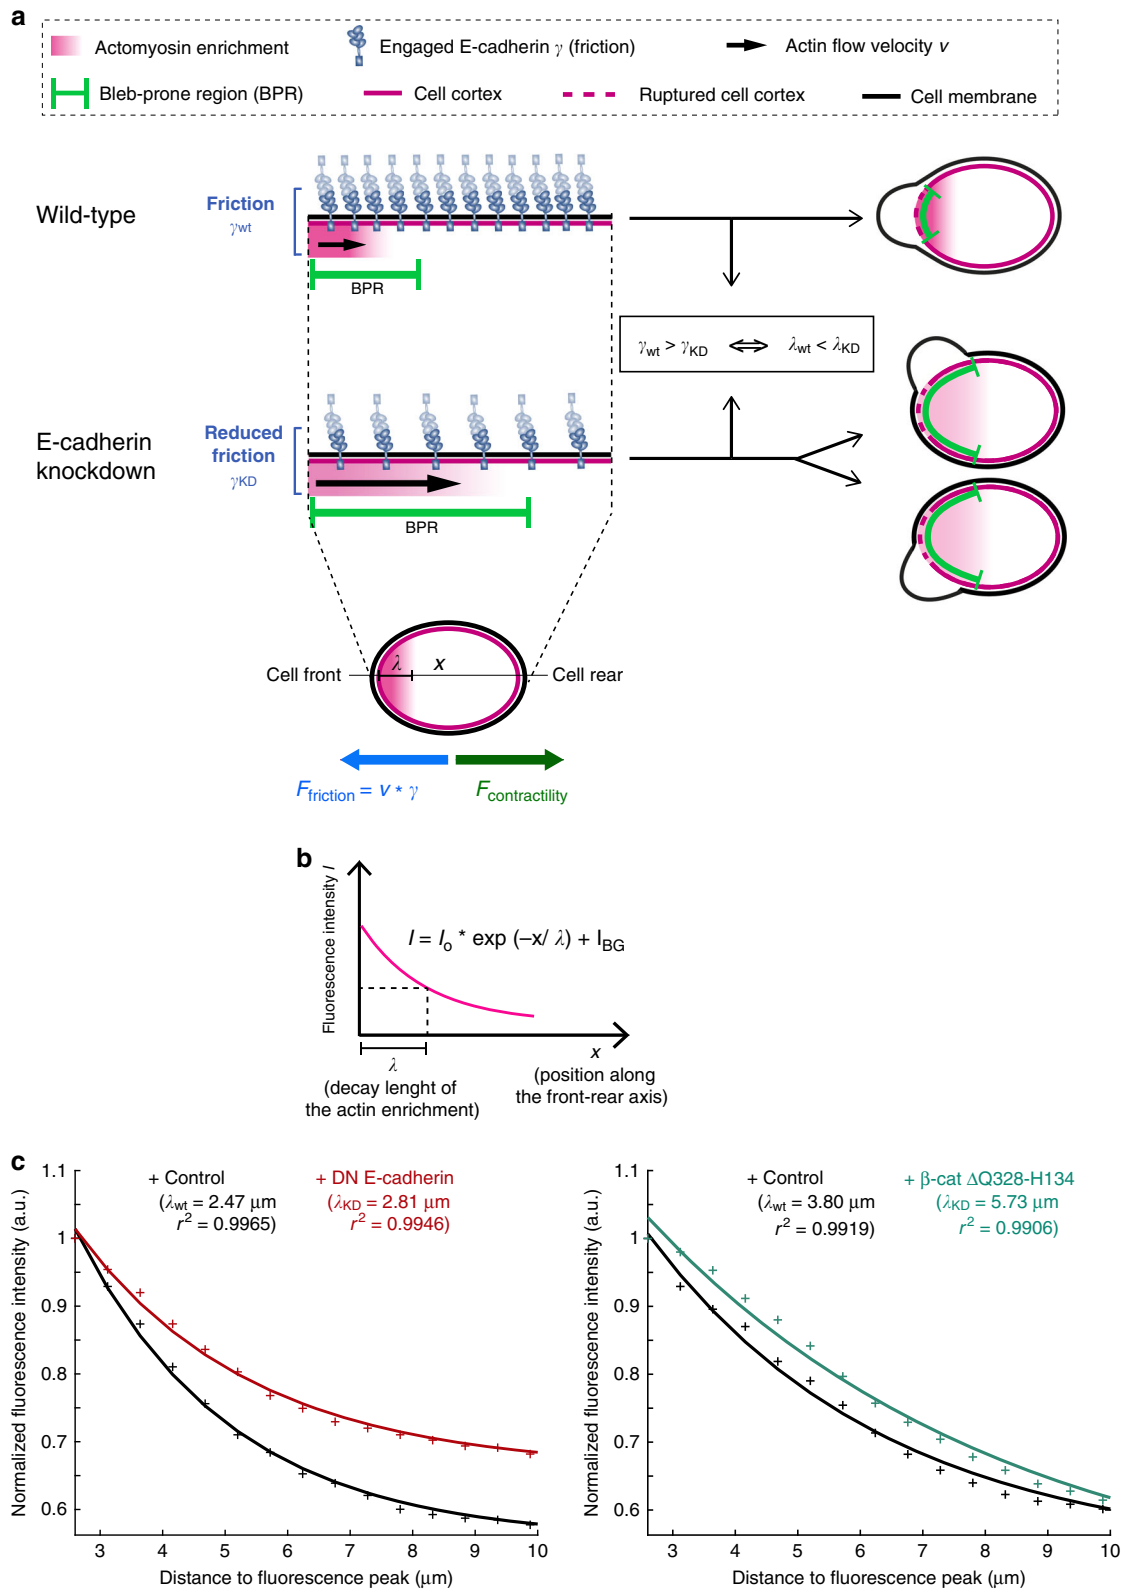 a
Actomyosin enrichment
Engaged E-cadherin γ (friction)
Actin flow velocity v
Bleb-prone region (BPR)
Cell cortex
Ruptured cell cortex
Cell membrane
Wild-type
Friction
γwt
BPR
γwt > γKD ⇔ λwt < λKD
E-cadherin
knockdown
Reduced
friction
γKD
BPR
Cell front
λ
x
Cell rear
Ffriction = v * γ
Fcontractility
b
Fluorescence intensity I
I = Io * exp (–x/ λ) + IBG
λ
(decay lenght of
the actin enrichment)
x
(position along
the front-rear axis)
c
Normalized fluorescence intensity (a.u.)
1.1
1
0.9
0.8
0.7
0.6
+ Control
(λwt = 2.47 μm
r² = 0.9965)
+ DN E-cadherin
(λKD = 2.81 μm
r² = 0.9946)
3 4 5 6 7 8 9 10
Distance to fluorescence peak (μm)
Normalized fluorescence intensity (a.u.)
1.1
1
0.9
0.8
0.7
0.6
+ Control
(λwt = 3.80 μm
r² = 0.9919)
+ β-cat ΔQ328-H134
(λKD = 5.73 μm
r² = 0.9906)
3 4 5 6 7 8 9 10
Distance to fluorescence peak (μm)